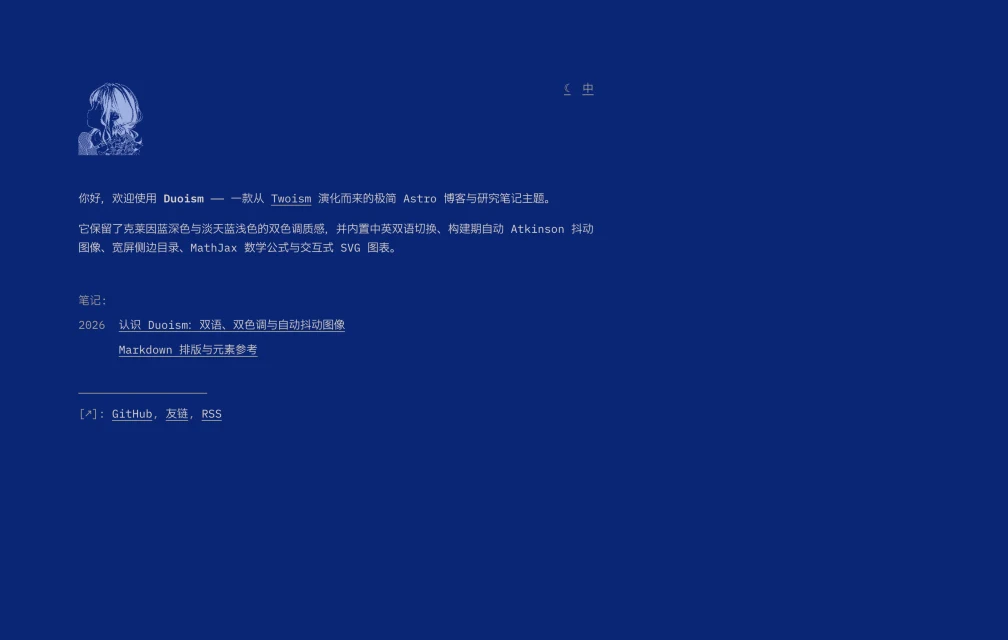 ☾ 中
你好，欢迎使用 Duoism —— 一款从 Twoism 演化而来的极简 Astro 博客与研究笔记主题。
它保留了克莱因蓝深色与淡天蓝浅色的双色调质感，并内置中英双语切换、构建期自动 Atkinson 抖动
图像、宽屏侧边目录、MathJax 数学公式与交互式 SVG 图表。
笔记：
2026 认识 Duoism：双语、双色调与自动抖动图像
Markdown 排版与元素参考
[↗]: GitHub, 友链, RSS